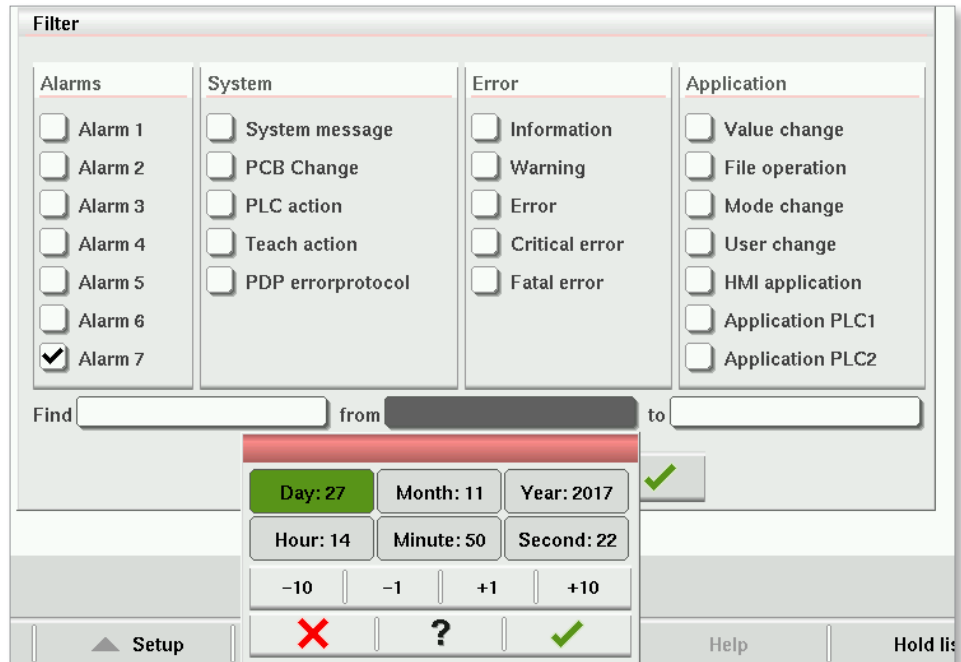 Filter
Alarms
Alarm 1
Alarm 2
Alarm 3
Alarm 4
Alarm 5
Alarm 6
Alarm 7
System
System message
PCB Change
PLC action
Teach action
PDP errorprotocol
Error
Information
Warning
Error
Critical error
Fatal error
Application
Value change
File operation
Mode change
User change
HMI application
Application PLC1
Application PLC2
Find from to
Day: 27 Month: 11 Year: 2017
Hour: 14 Minute: 50 Second: 22
-10 -1 +1 +10
?
Setup Help Hold lis